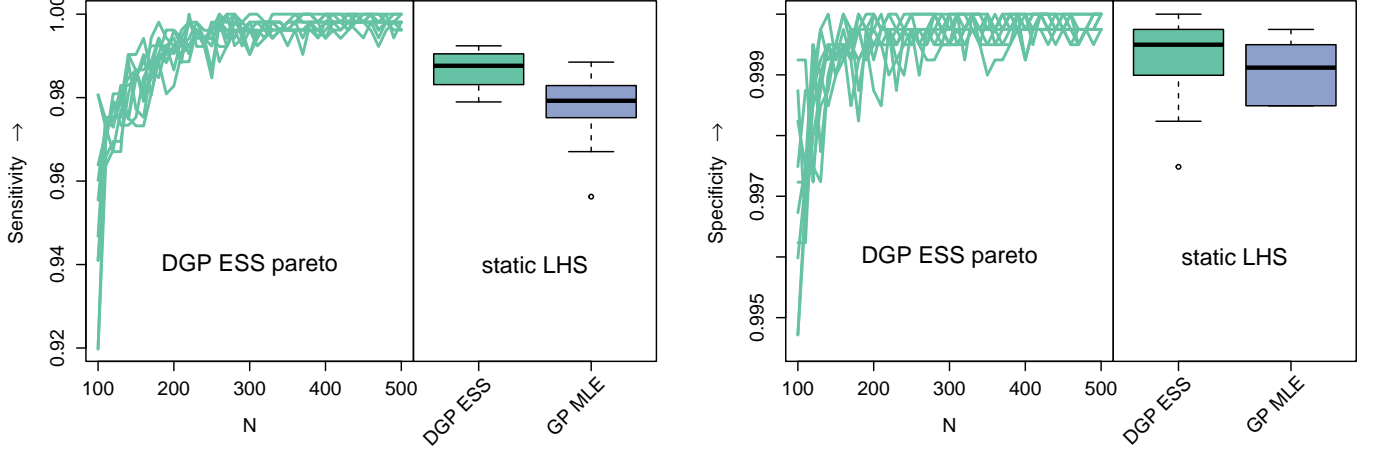 Sensitivity →
1.00
0.98
0.96
0.94
0.92
DGP ESS pareto
static LHS
100 200 300 400 500
N
DGP ESS
GP MLE
Specificity →
0.999
0.997
0.995
DGP ESS pareto
static LHS
100 200 300 400 500
N
DGP ESS
GP MLE